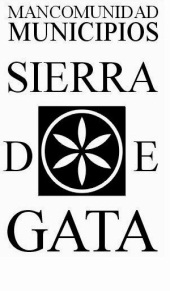 MANCOMUNIDAD
MUNICIPIOS
SIERRA
D E
GATA